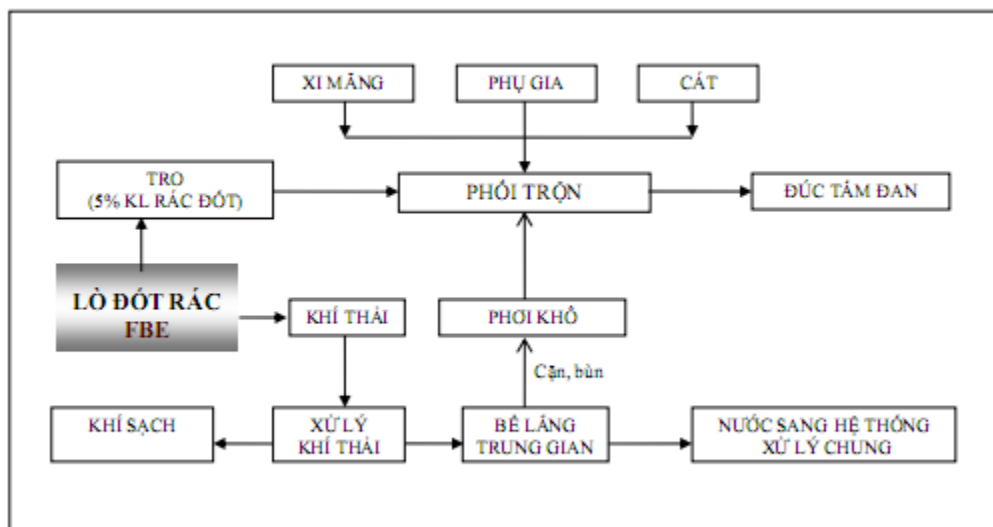 XI MĂNG
PHỤ GIA
CÁT
TRO
(5% KL RÁC ĐỐT)
PHỐI TRỘN
ĐÚC TẤM ĐAN
LÒ ĐỐT RÁC
FBE
KHÍ THẢI
PHƠI KHÔ
Cặn, bùn
KHÍ SẠCH
XỬ LÝ
KHÍ THẢI
BỂ LẮNG
TRUNG GIAN
NƯỚC SANG HỆ THỐNG
XỬ LÝ CHUNG